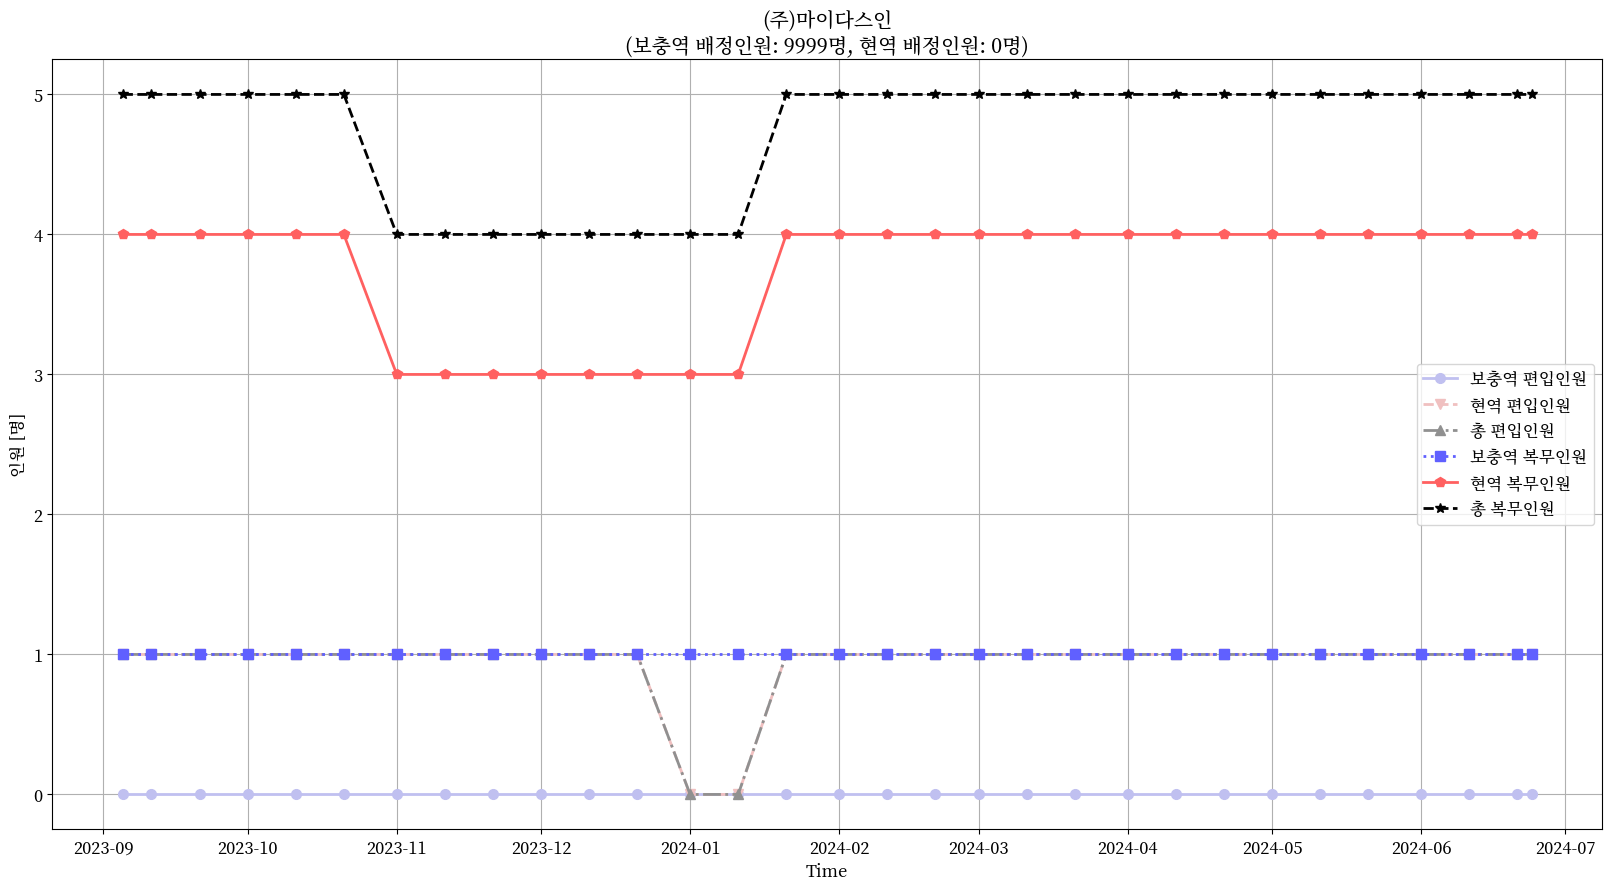 (주)마이다스인
(보충역 배정인원: 9999명, 현역 배정인원: 0명)
인원 [명]
5
4
3
2
1
0
보충역 편입인원
현역 편입인원
총 편입인원
보충역 복무인원
현역 복무인원
총 복무인원
2023-09 2023-10 2023-11 2023-12 2024-01 2024-02 2024-03 2024-04 2024-05 2024-06 2024-07
Time